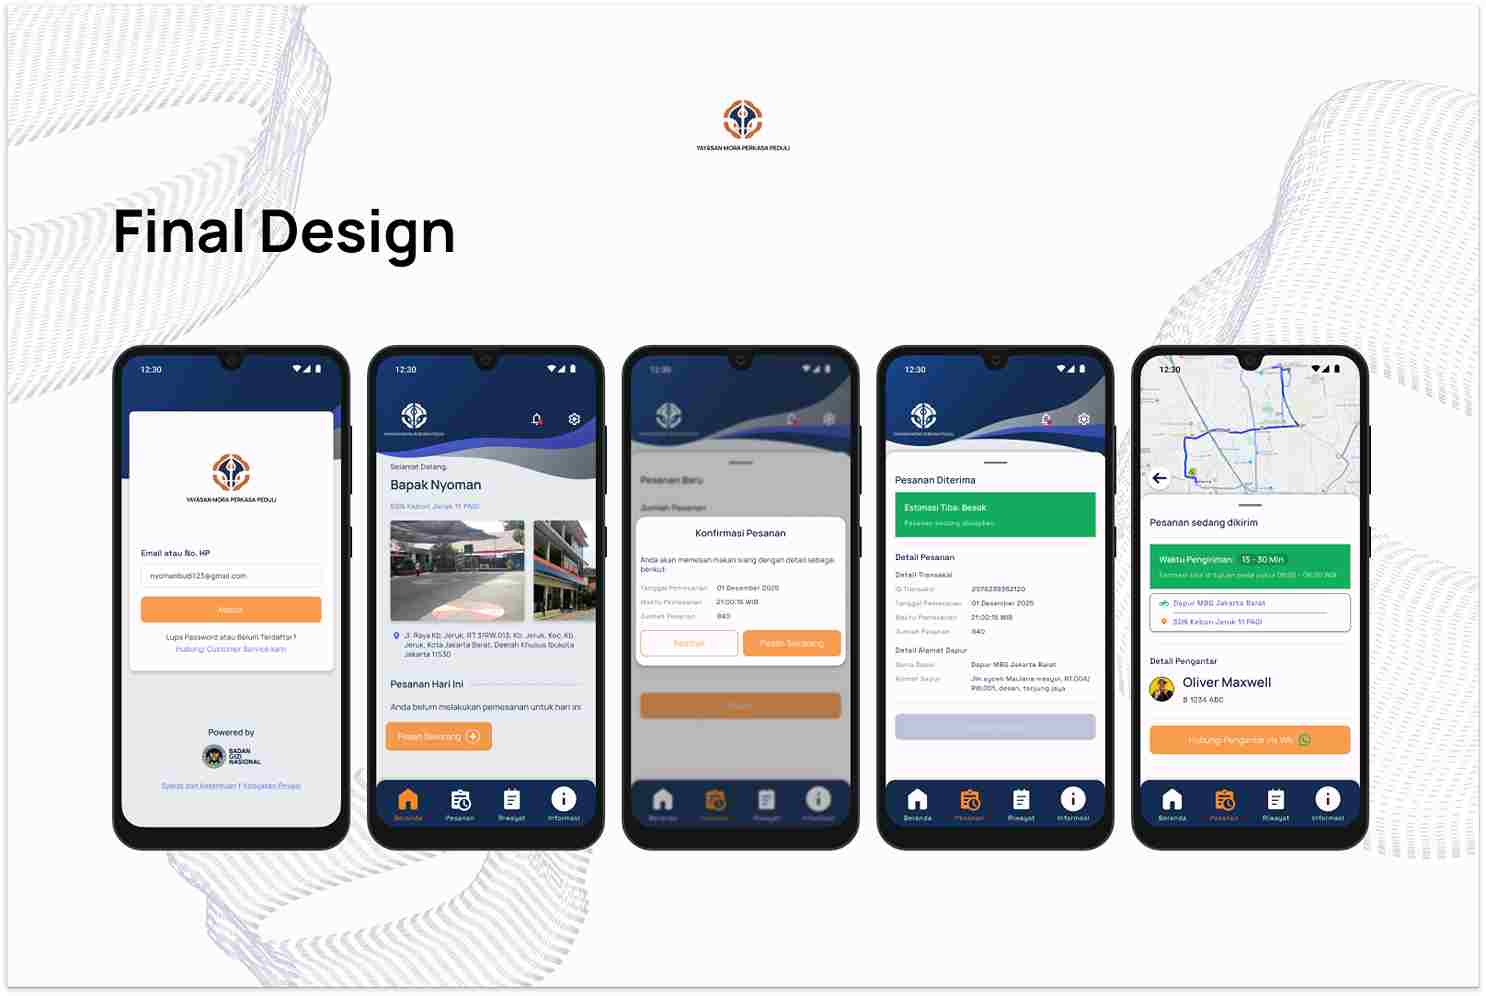 YAYASAN MORA PERKASA PEDULI
Final Design
12:30
YAYASAN MORA PERKASA PEDULI
Email atau No. HP
nyomanbudi123@gmail.com
Masuk
Lupa Password atau Belum Terdaftar?
Hubungi Customer Service kami
Powered by
BADAN
GIZI
NASIONAL
Syarat dan Ketentuan | Kebijakan Privasi
12:30
Selamat Datang,
Bapak Nyoman
SDN Kebon Jeruk 11 PAGI
Jl. Raya Kb. Jeruk, RT.3/RW.013, Kb. Jeruk, Kec. Kb.
Jeruk, Kota Jakarta Barat, Daerah Khusus Ibukota
Jakarta 11530
Pesanan Hari Ini
Anda belum melakukan pemesanan untuk hari ini
Pesan Sekarang
Beranda Pesanan Riwayat Informasi
12:30
Pesanan Baru
Jumlah Pesanan
Konfirmasi Pesanan
Anda akan memesan makan siang dengan detail sebagai
berikut:
Tanggal Pemesanan 01 Desember 2025
Waktu Pemesanan 21:00:16 WIB
Jumlah Pesanan 840
Pesan Sekarang
Beranda Pesanan Riwayat Informasi
12:30
Pesanan Diterima
Estimasi Tiba: Besok
Pesanan sedang disiapkan
Detail Pesanan
Detail Transaksi
ID Transaksi
Tanggal Pemesanan 01 Desember 2025
Waktu Pemesanan 21:00:16 WIB
Jumlah Pesanan 840
Detail Alamat Dapur
Nama Dapur Dapur MBG Jakarta Barat
Alamat Dapur Jln.syekh Maulana masyur, RT.004/
RW.001, desan, tanjung jaya
Beranda Pesanan Riwayat Informasi
12:30
Pesanan sedang dikirim
Waktu Pengiriman: 15 - 30 Min
Estimasi tiba di tujuan pada pukul
Dapur MBG Jakarta Barat
SDN Kebon Jeruk 11 PAGI
Detail Pengantar
Oliver Maxwell
B 1234 ABC
Hubungi Pengantar via WA
Beranda Pesanan Riwayat Informasi